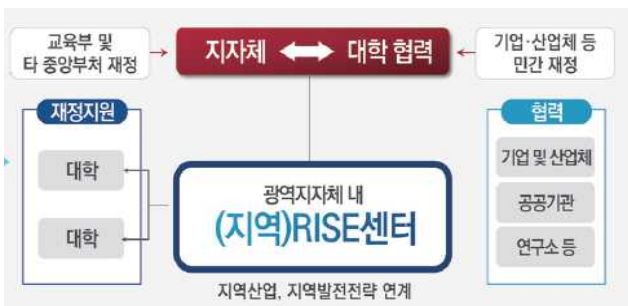 교육부 및
타 중앙부처 재정
지자체 ⟷ 대학 협력
기업·산업체 등
민간 재정
재정지원
대학
대학
광역지자체 내
(지역)RISE센터
지역산업, 지역발전전략 연계
협력
기업 및 산업체
공공기관
연구소 등